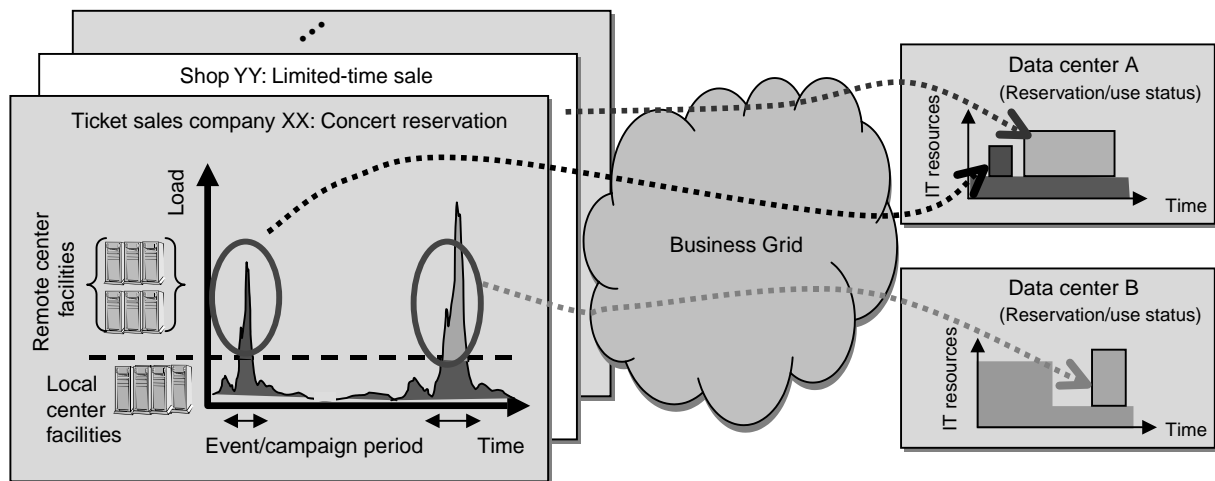 Shop YY: Limited-time sale
Ticket sales company XX: Concert reservation
Load
Remote center
facilities
Local
center
facilities
Event/campaign period
Time
Business Grid
Data center A
(Reservation/use status)
IT resources
Time
Data center B
(Reservation/use status)
IT resources
Time